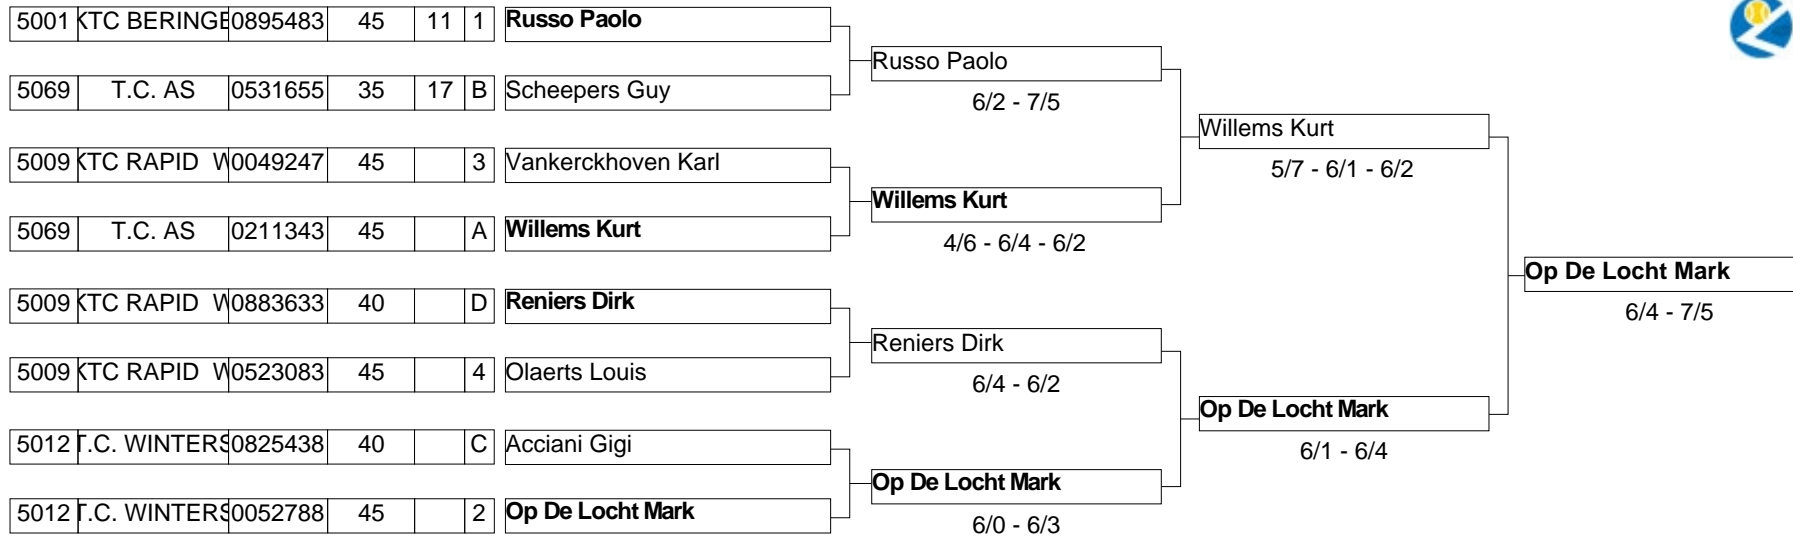 5001 KTC BERINGE 0895483 45 11 1 Russo Paolo
Russo Paolo
5069 T.C. AS 0531655 35 17 B Scheepers Guy
6/2 - 7/5
Willems Kurt
5009 KTC RAPID W 0049247 45 3 Vankerckhoven Karl
5/7 - 6/1 - 6/2
Willems Kurt
5069 T.C. AS 0211343 45 A Willems Kurt
4/6 - 6/4 - 6/2
Op De Locht Mark
5009 KTC RAPID W 0883633 40 D Reniers Dirk
6/4 - 7/5
Reniers Dirk
5009 KTC RAPID W 0523083 45 4 Olaerts Louis
6/4 - 6/2
Op De Locht Mark
5012 T.C. WINTERS 0825438 40 C Acciani Gigi
6/1 - 6/4
Op De Locht Mark
5012 T.C. WINTERS 0052788 45 2 Op De Locht Mark
6/0 - 6/3